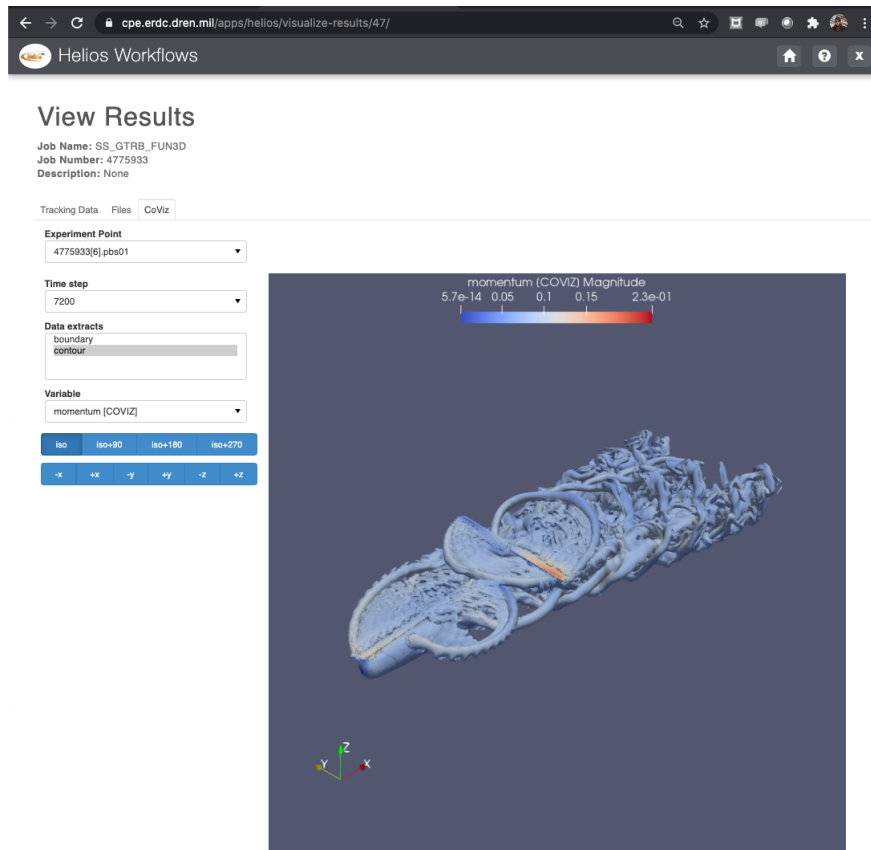 cpe.erdc.dren.mil/apps/helios/visualize-results/47/
Helios Workflows
View Results
Job Name: SS_GTRB_FUN3D
Job Number: 4775933
Description: None
Tracking Data Files CoViz
Experiment Point
4775933[6].pbs01
Time step
7200
Data extracts
boundary
contour
Variable
momentum [COVIZ]
iso iso+90 iso+180 iso+270
-x +x -y +y -z +z
momentum (COVIZ) Magnitude
5.7e-14 0.05 0.1 0.15 2.3e-01
Z
Y X